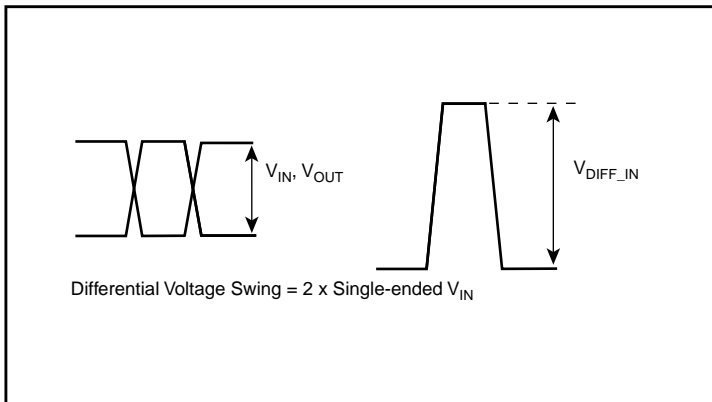 V_IN, V_OUT
V_DIFF_IN
Differential Voltage Swing = 2 x Single-ended V_IN